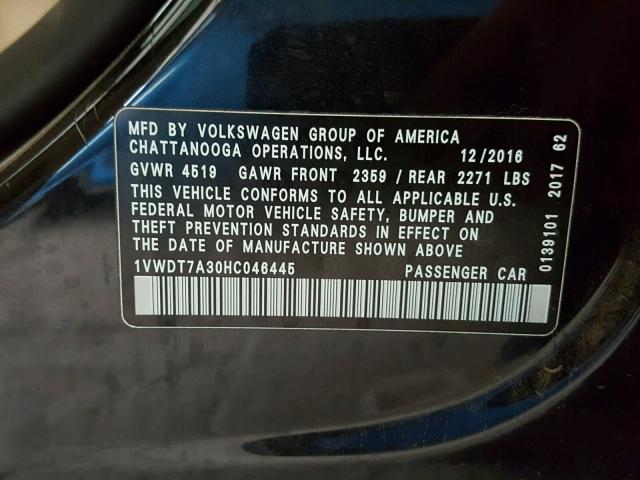 MFD BY VOLKSWAGEN GROUP OF AMERICA
CHATTANOOGA OPERATIONS, LLC. 12/2016
GVWR 4519 GAWR FRONT 2359 / REAR 2271 LBS
THIS VEHICLE CONFORMS TO ALL APPLICABLE U.S.
FEDERAL MOTOR VEHICLE SAFETY, BUMPER AND
THEFT PREVENTION STANDARDS IN EFFECT ON
THE DATE OF MANUFACTURE SHOWN ABOVE
1VWDT7A30HC046445 PASSENGER CAR
0139101 2017 62